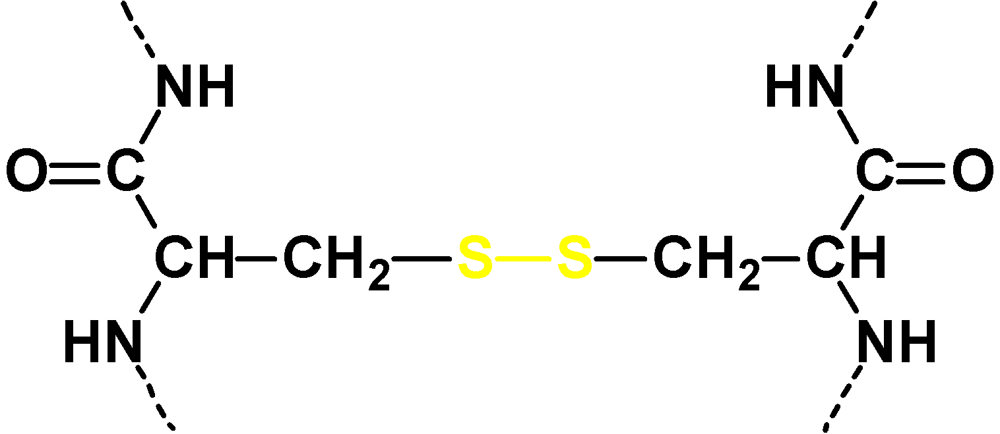 NH HN
O C C O
CH CH₂ S S CH₂ CH
HN NH